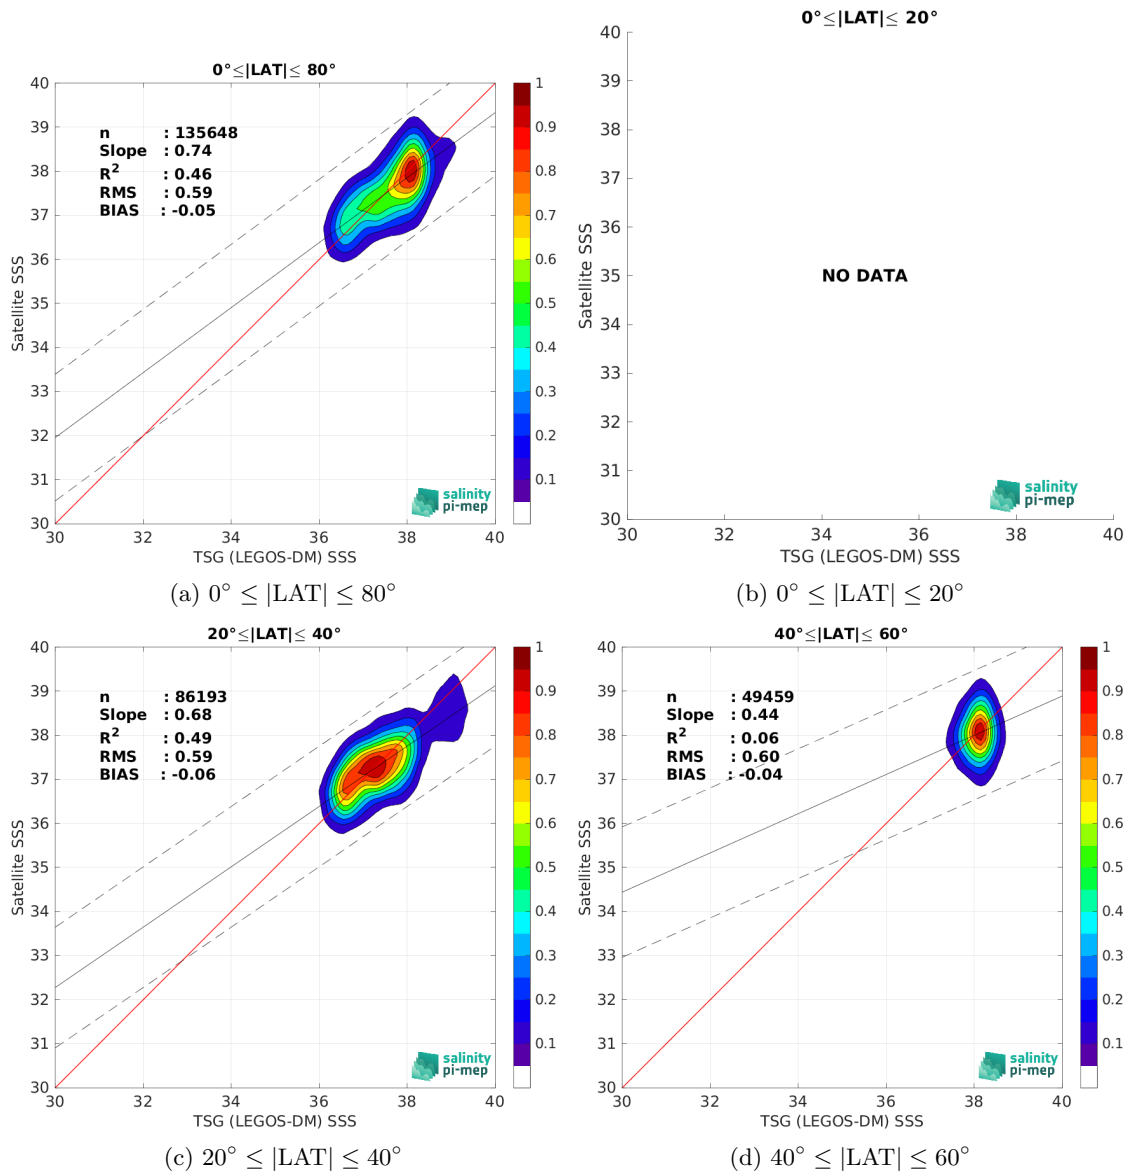 0°≤|LAT|≤ 80°
n : 135648
Slope : 0.74
R² : 0.46
RMS : 0.59
BIAS : -0.05
40
39
38
37
36
35
34
33
32
31
30
Satellite SSS
30 32 34 36 38 40
TSG (LEGOS-DM) SSS
1
0.9
0.8
0.7
0.6
0.5
0.4
0.3
0.2
0.1
salinity
pi-mep
(a) 0° ≤ |LAT| ≤ 80°
0°≤|LAT|≤ 20°
40
39
38
37
36
35
34
33
32
31
30
Satellite SSS
NO DATA
30 32 34 36 38 40
TSG (LEGOS-DM) SSS
salinity
pi-mep
(b) 0° ≤ |LAT| ≤ 20°
20°≤|LAT|≤ 40°
n : 86193
Slope : 0.68
R² : 0.49
RMS : 0.59
BIAS : -0.06
40
39
38
37
36
35
34
33
32
31
30
Satellite SSS
30 32 34 36 38 40
TSG (LEGOS-DM) SSS
1
0.9
0.8
0.7
0.6
0.5
0.4
0.3
0.2
0.1
salinity
pi-mep
(c) 20° ≤ |LAT| ≤ 40°
40°≤|LAT|≤ 60°
n : 49459
Slope : 0.44
R² : 0.06
RMS : 0.60
BIAS : -0.04
40
39
38
37
36
35
34
33
32
31
30
Satellite SSS
30 32 34 36 38 40
TSG (LEGOS-DM) SSS
1
0.9
0.8
0.7
0.6
0.5
0.4
0.3
0.2
0.1
salinity
pi-mep
(d) 40° ≤ |LAT| ≤ 60°